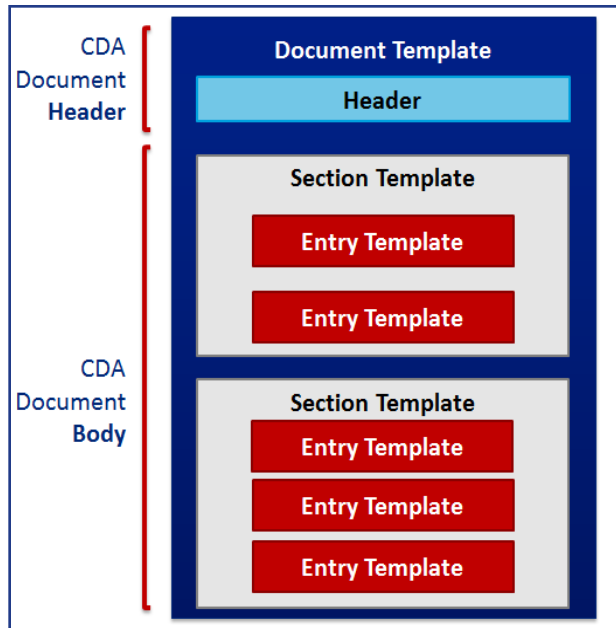 CDA
Document
Header
Document Template
Header
CDA
Document
Body
Section Template
Entry Template
Entry Template
Section Template
Entry Template
Entry Template
Entry Template